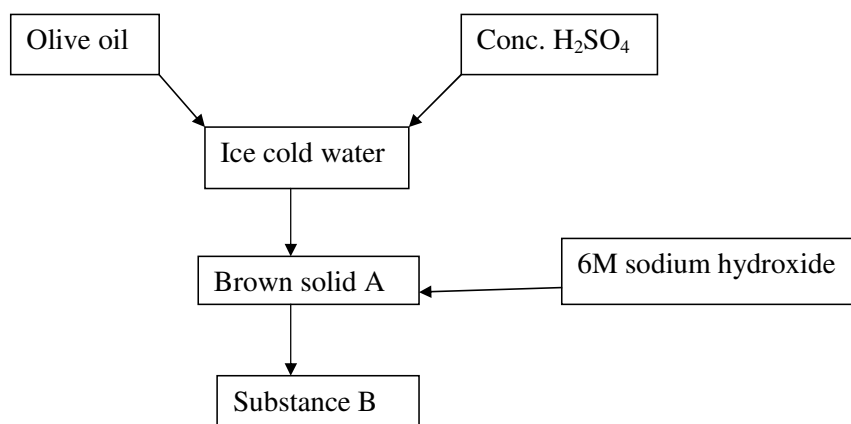 Olive oil
Conc. H₂SO₄
Ice cold water
Brown solid A
6M sodium hydroxide
Substance B